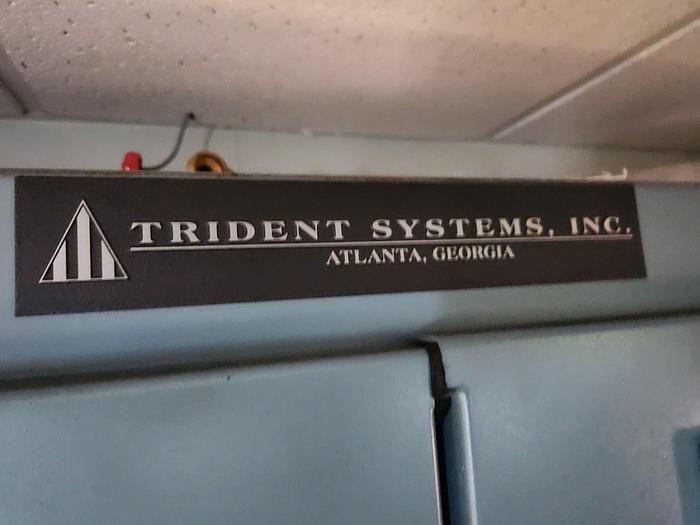 TRIDENT SYSTEMS, INC.
ATLANTA, GEORGIA